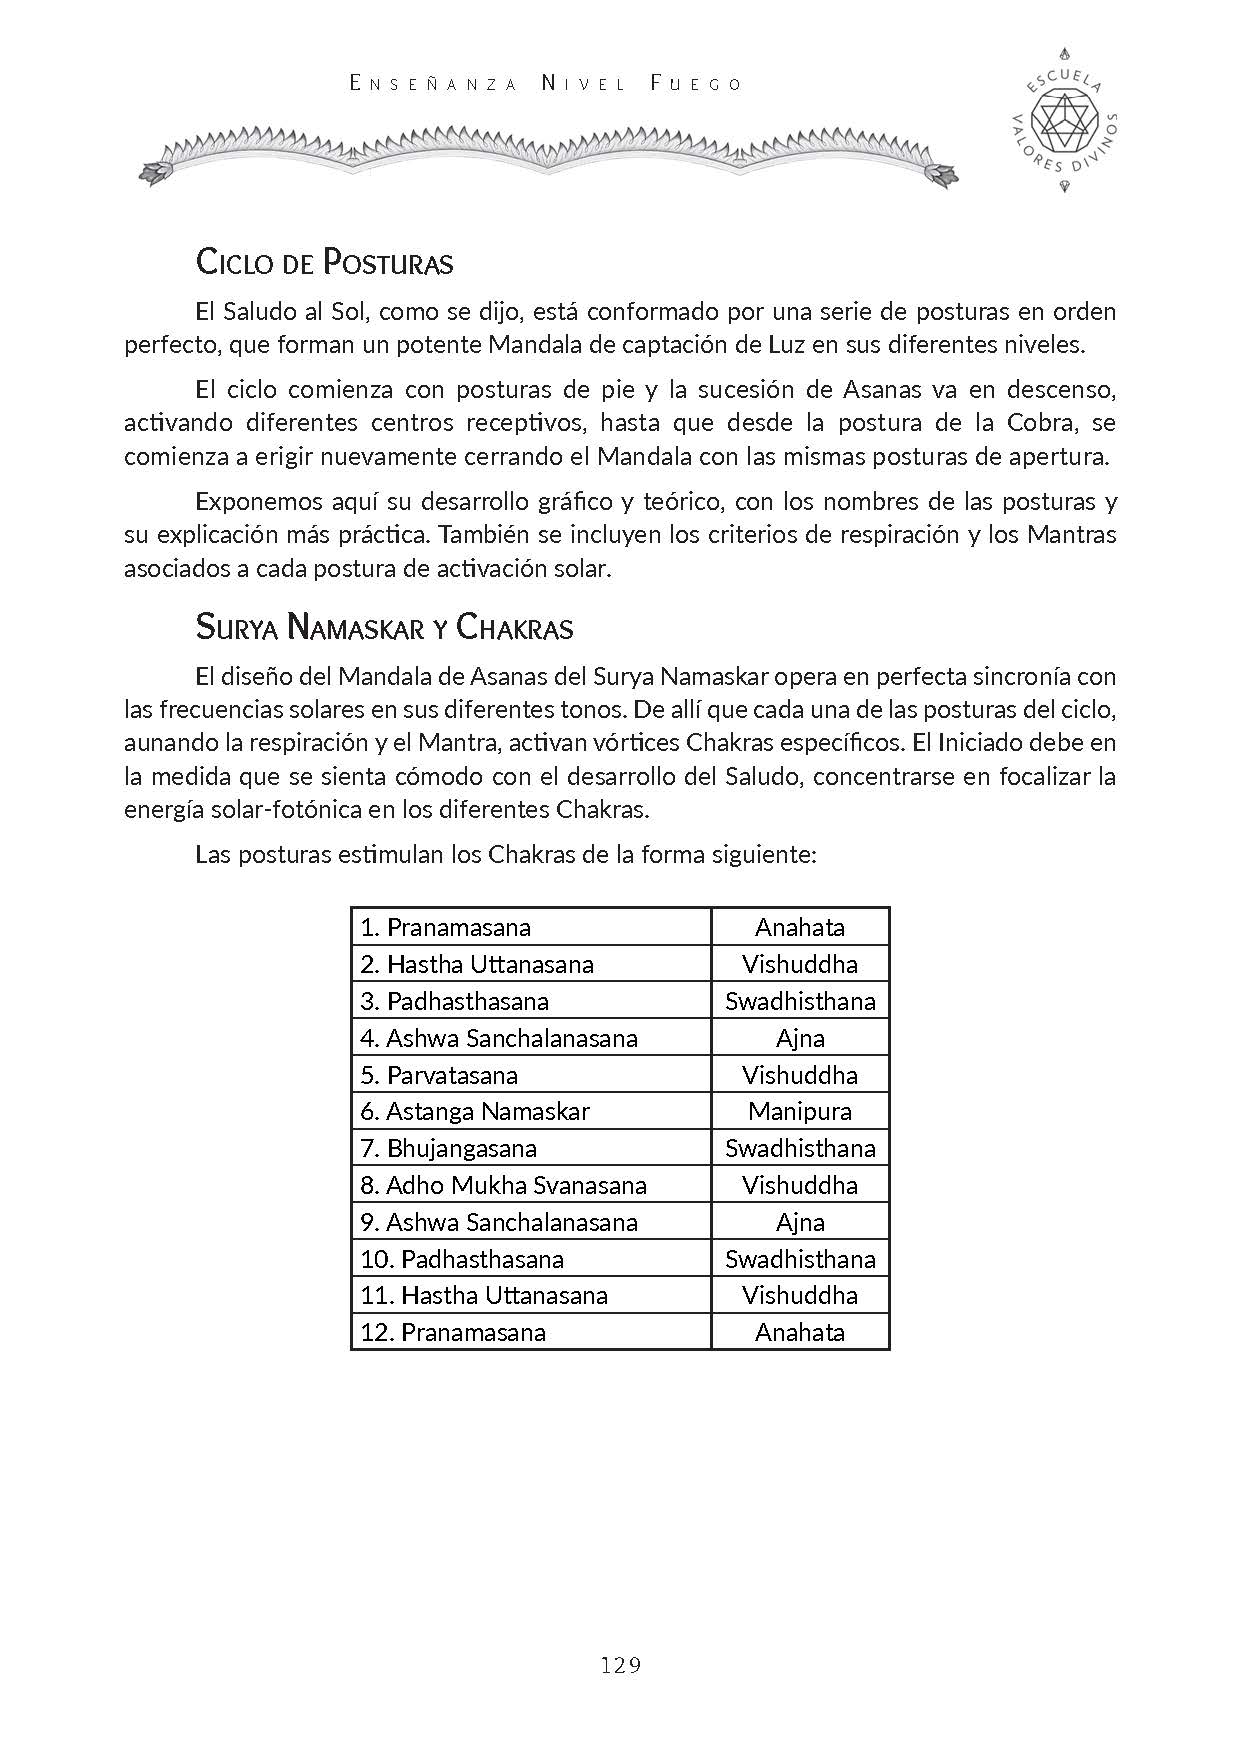 Enseñanza Nivel Fuego
ESCUELA
VALORES DIVINOS
Ciclo de Posturas
El Saludo al Sol, como se dijo, está conformado por una serie de posturas en orden
perfecto, que forman un potente Mandala de captación de Luz en sus diferentes niveles.
El ciclo comienza con posturas de pie y la sucesión de Asanas va en descenso,
activando diferentes centros receptivos, hasta que desde la postura de la Cobra, se
comienza a erigir nuevamente cerrando el Mandala con las mismas posturas de apertura.
Exponemos aquí su desarrollo gráfico y teórico, con los nombres de las posturas y
su explicación más práctica. También se incluyen los criterios de respiración y los Mantras
asociados a cada postura de activación solar.
Surya Namaskar y Chakras
El diseño del Mandala de Asanas del Surya Namaskar opera en perfecta sincronía con
las frecuencias solares en sus diferentes tonos. De allí que cada una de las posturas del ciclo,
aunando la respiración y el Mantra, activan vórtices Chakras específicos. El Iniciado debe en
la medida que se sienta cómodo con el desarrollo del Saludo, concentrarse en focalizar la
energía solar-fotónica en los diferentes Chakras.
Las posturas estimulan los Chakras de la forma siguiente:
1. Pranamasana Anahata
2. Hastha Uttanasana Vishuddha
3. Padhasthasana Swadhisthana
4. Ashwa Sanchalanasana Ajna
5. Parvatasana Vishuddha
6. Astanga Namaskar Manipura
7. Bhujangasana Swadhisthana
8. Adho Mukha Svanasana Vishuddha
9. Ashwa Sanchalanasana Ajna
10. Padhasthasana Swadhisthana
11. Hastha Uttanasana Vishuddha
12. Pranamasana Anahata
129